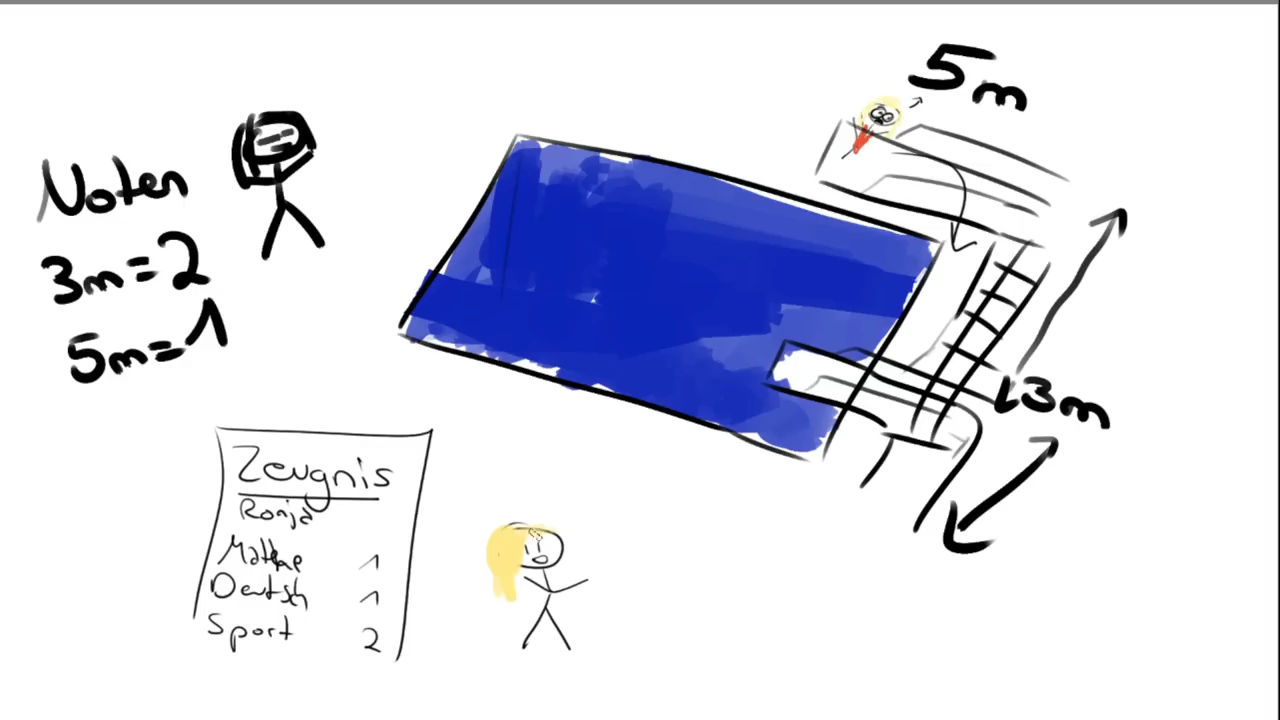 5m
Noten
3m=2
5m=1
3m
Zeugnis
Ronja
Mathe 1
Deutsch 1
Sport 2